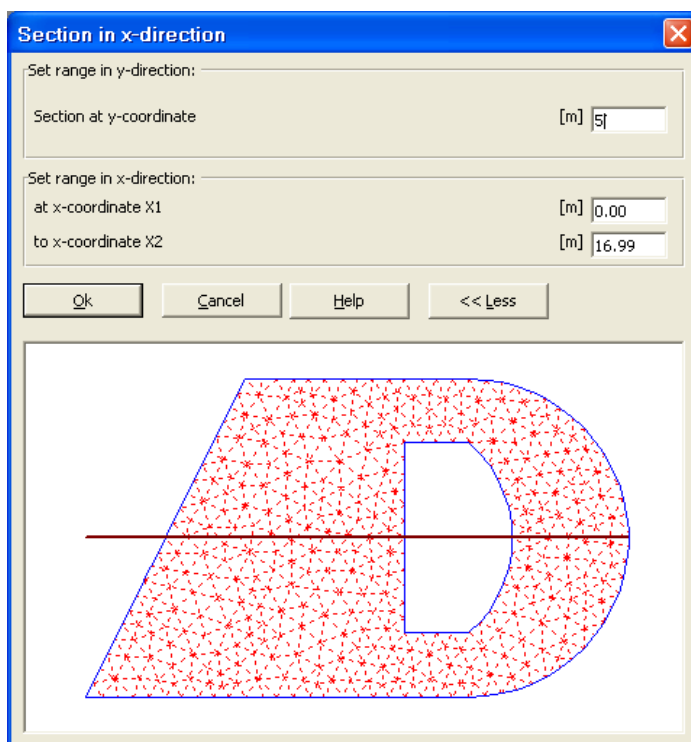 Section in x-direction
Set range in y-direction:
Section at y-coordinate [m] 5
Set range in x-direction:
at x-coordinate X1 [m] 0.00
to x-coordinate X2 [m] 16.99
Ok Cancel Help << Less